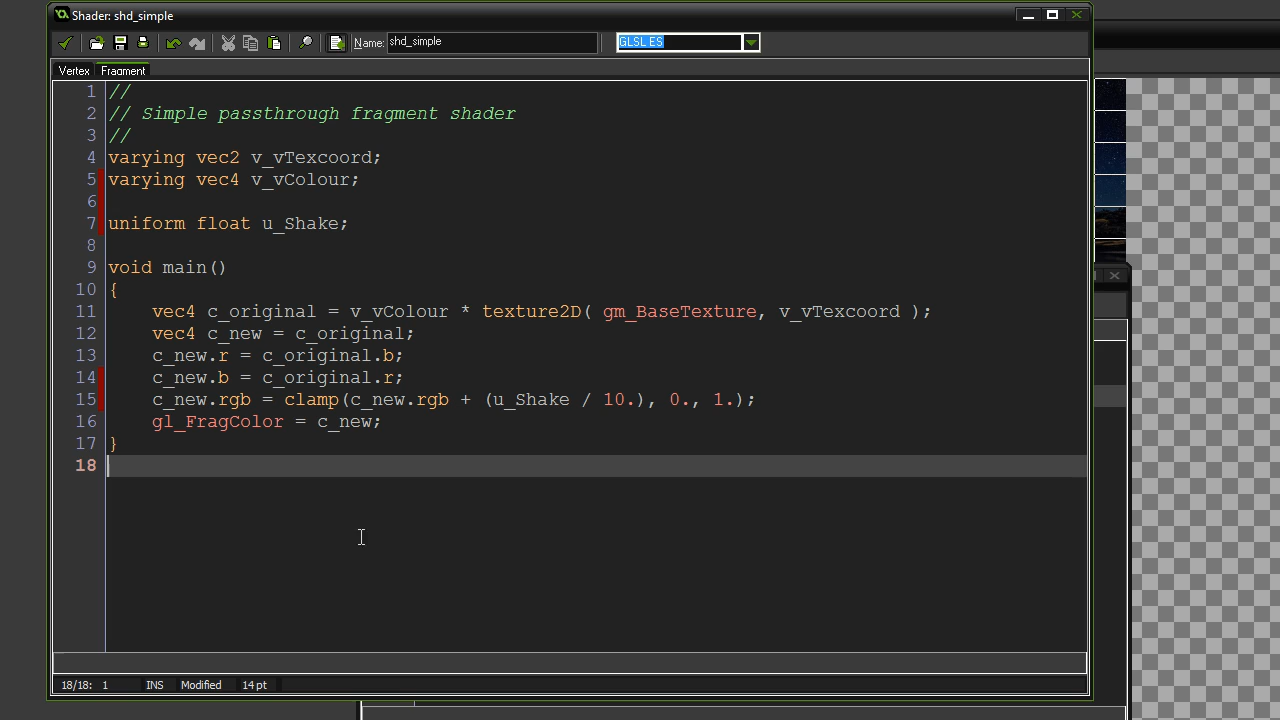 Shader: shd_simple
Name: shd_simple GLSL ES
Vertex Fragment
1 //
2 // Simple passthrough fragment shader
3 //
4 varying vec2 v_vTexcoord;
5 varying vec4 v_vColour;
6
7 uniform float u_Shake;
8
9 void main()
10 {
11 vec4 c_original = v_vColour * texture2D( gm_BaseTexture, v_vTexcoord );
12 vec4 c_new = c_original;
13 c_new.r = c_original.b;
14 c_new.b = c_original.r;
15 c_new.rgb = clamp(c_new.rgb + (u_Shake / 10.), 0., 1.);
16 gl_FragColor = c_new;
17 }
18
18/18: 1 INS Modified 14 pt